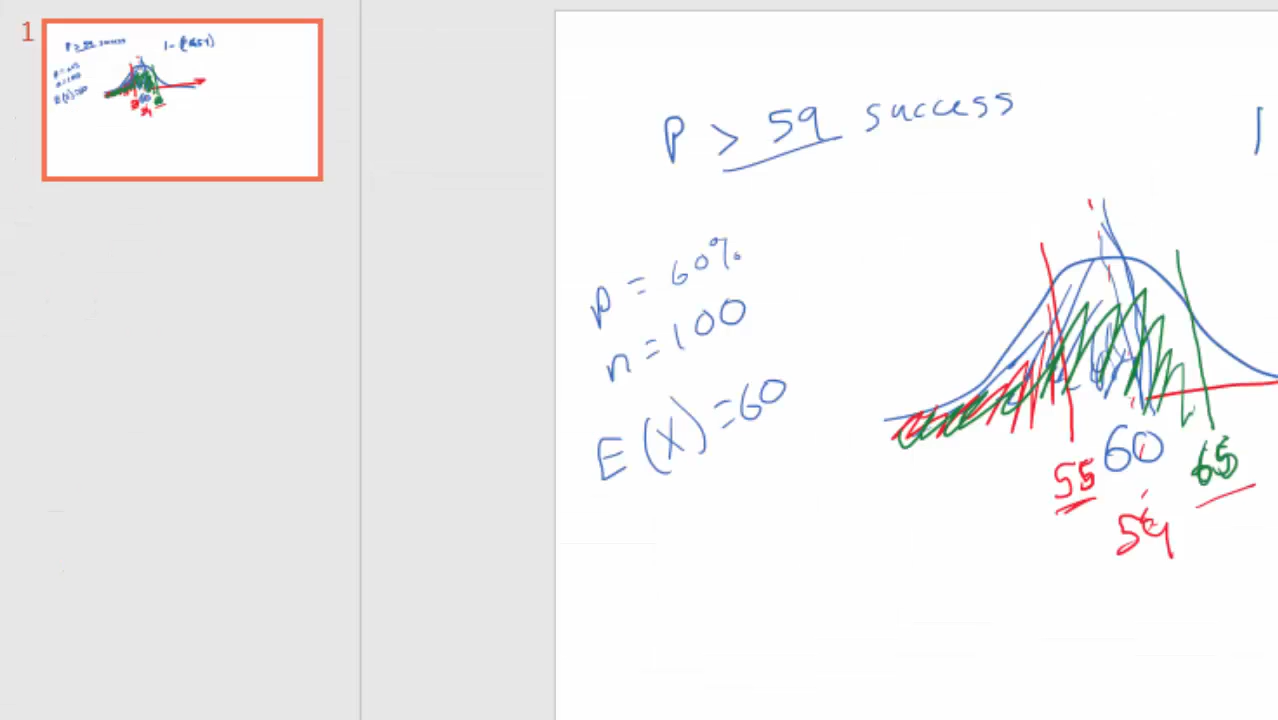 1
P > 59 success
p = 60%
n = 100
E(X) = 60
55 60 65
59